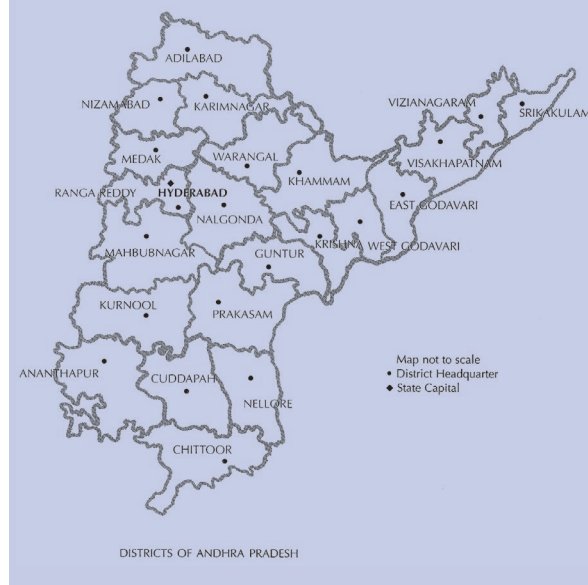 ADILABAD
NIZAMABAD
KARIMNAGAR
VIZIANAGARAM
SRIKAKULAM
MEDAK
WARANGAL
VISAKHAPATNAM
KHAMMAM
RANGA REDDY
HYDERABAD
EAST GODAVARI
NALGONDA
KRISHNA
WEST GODAVARI
MAHBUBNAGAR
GUNTUR
KURNOOL
PRAKASAM
Map not to scale
District Headquarter
State Capital
ANANTHAPUR
CUDDAPAH
NELLORE
CHITTOOR
DISTRICTS OF ANDHRA PRADESH